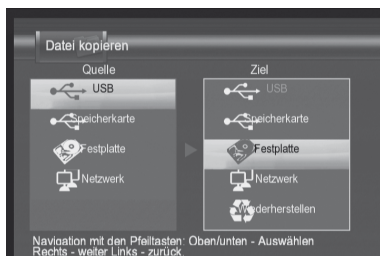 Datei kopieren
Quelle
Ziel
USB
Speicherkarte
Festplatte
Netzwerk
USB
Speicherkarte
Festplatte
Netzwerk
Wiederherstellen
Navigation mit den Pfeiltasten: Oben/unten - Auswählen
Rechts - weiter Links - zurück.